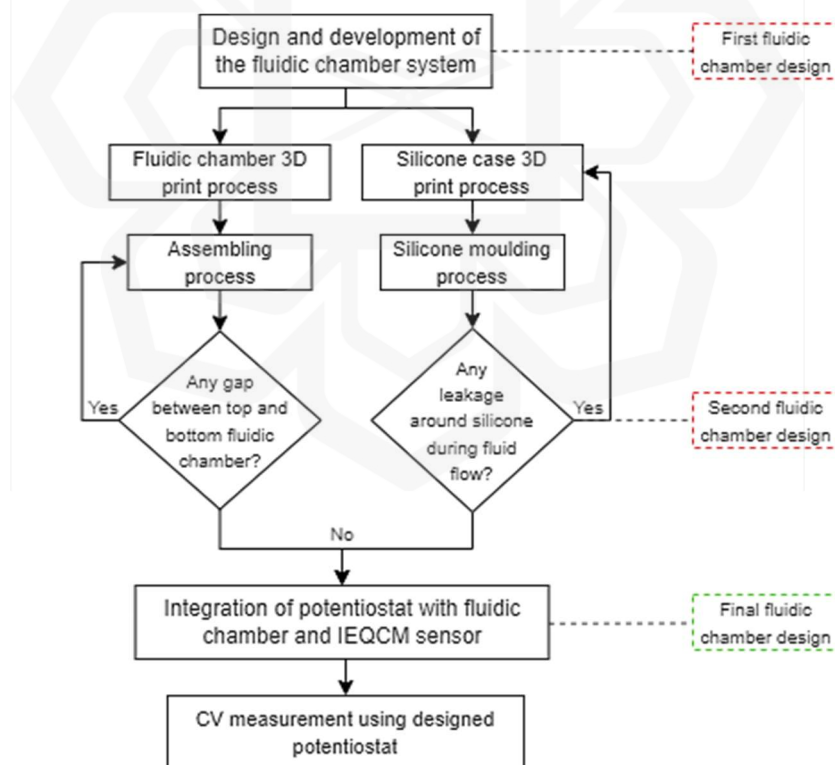 Design and development of
the fluidic chamber system
First fluidic
chamber design
Fluidic chamber 3D
print process
Silicone case 3D
print process
Assembling
process
Silicone moulding
process
Any gap
between top and
bottom fluidic
chamber?
Yes
Any
leakage
around silicone
during fluid
flow?
Yes
Second fluidic
chamber design
No
Integration of potentiostat with fluidic
chamber and IEQCM sensor
Final fluidic
chamber design
CV measurement using designed
potentiostat